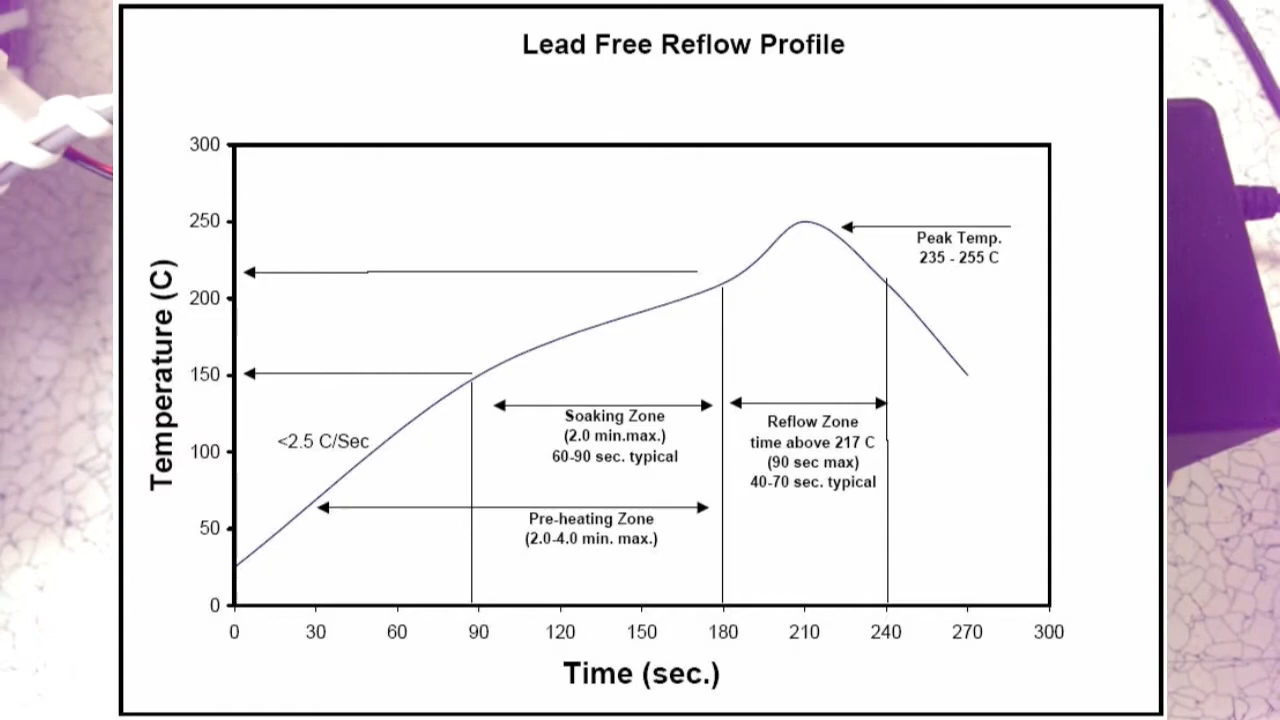 Lead Free Reflow Profile
300
250
200
150
100
50
0
Temperature (C)
Peak Temp.
235 - 255 C
<2.5 C/Sec
Soaking Zone
(2.0 min.max.)
60-90 sec. typical
Reflow Zone
time above 217 C
(90 sec max)
40-70 sec. typical
Pre-heating Zone
(2.0-4.0 min. max.)
0 30 60 90 120 150 180 210 240 270 300
Time (sec.)